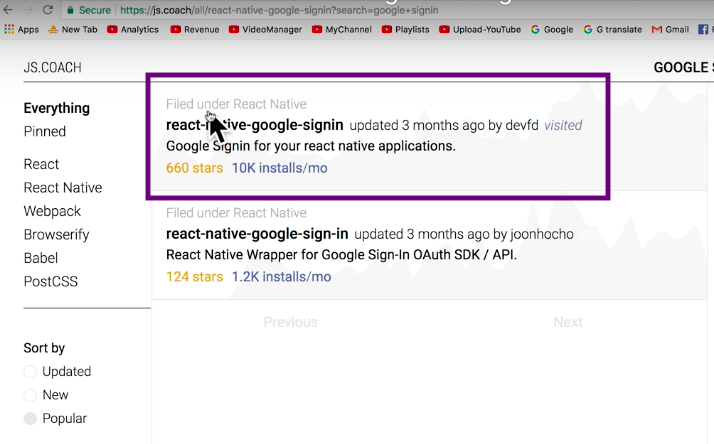 Secure https://js.coach/all/react-native-google-signin?search=google+signin
Apps New Tab Analytics Revenue VideoManager MyChannel Playlists Upload-YouTube Google G translate Gmail F
JS.COACH
GOOGLE S
Everything
Pinned
React
React Native
Webpack
Browserify
Babel
PostCSS
Sort by
Updated
New
Popular
Filed under React Native
react-native-google-signin updated 3 months ago by devfd visited
Google Signin for your react native applications.
660 stars 10K installs/mo
Filed under React Native
react-native-google-sign-in updated 3 months ago by joonhocho
React Native Wrapper for Google Sign-In OAuth SDK / API.
124 stars 1.2K installs/mo
Previous Next